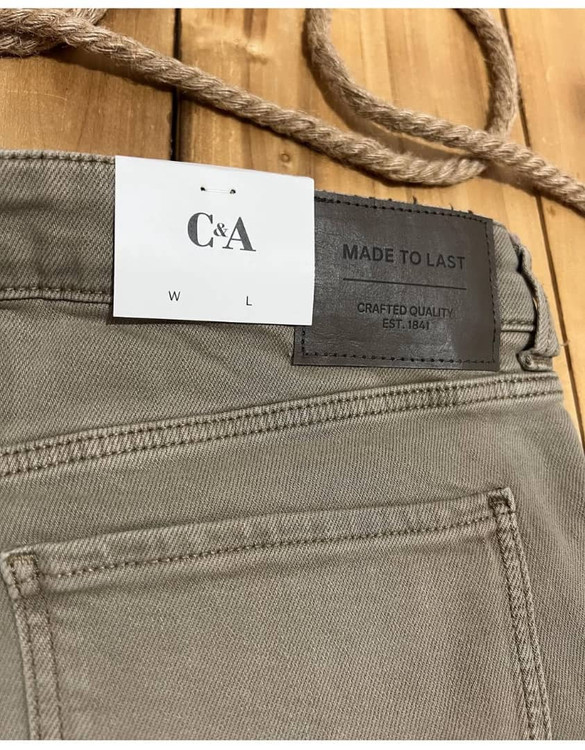 C&A
W L
MADE TO LAST
CRAFTED QUALITY
EST. 1841